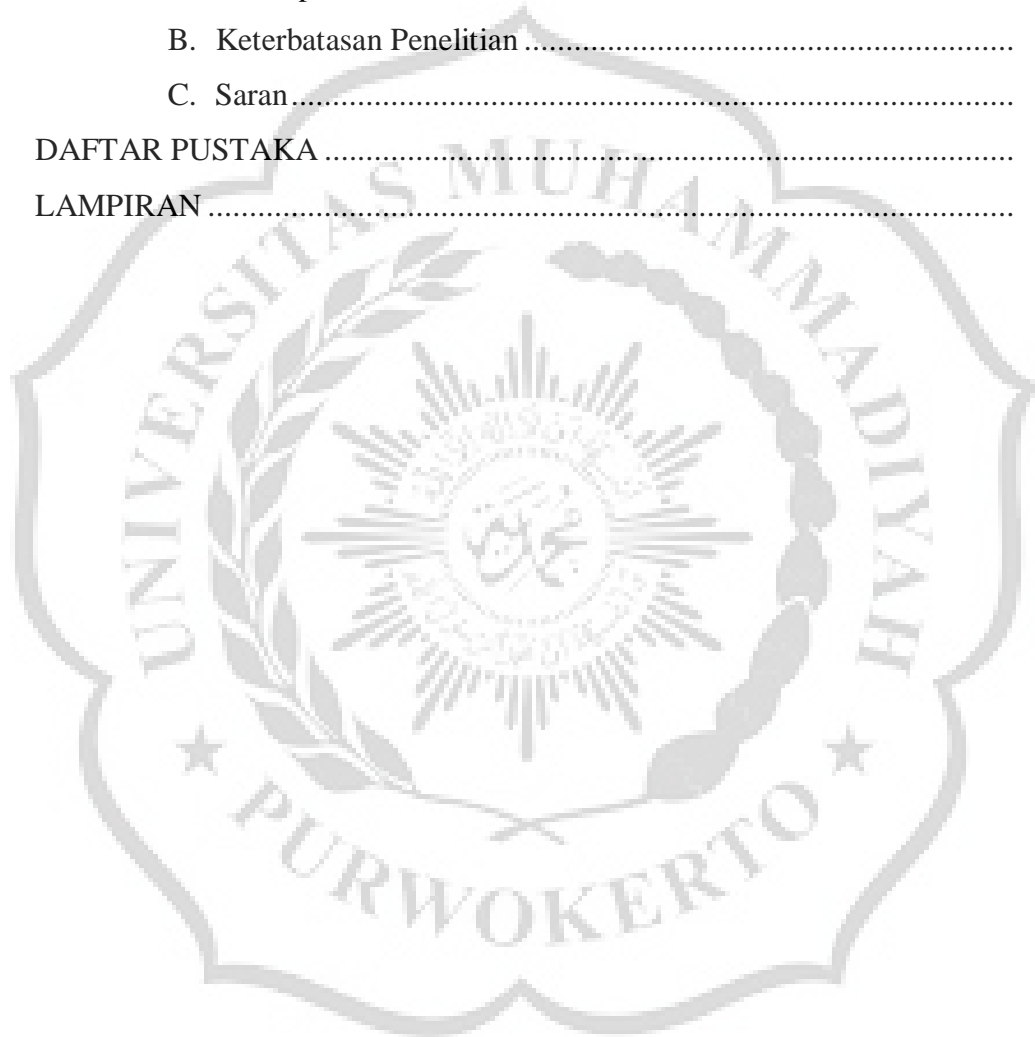 B. Keterbatasan Penelitian ............................................................
C. Saran........................................................................................
DAFTAR PUSTAKA ....................................................................................
LAMPIRAN ..................................................................................................
UNIVERSITAS MUHAMMADIYAH
★ PURWOKERTO ★